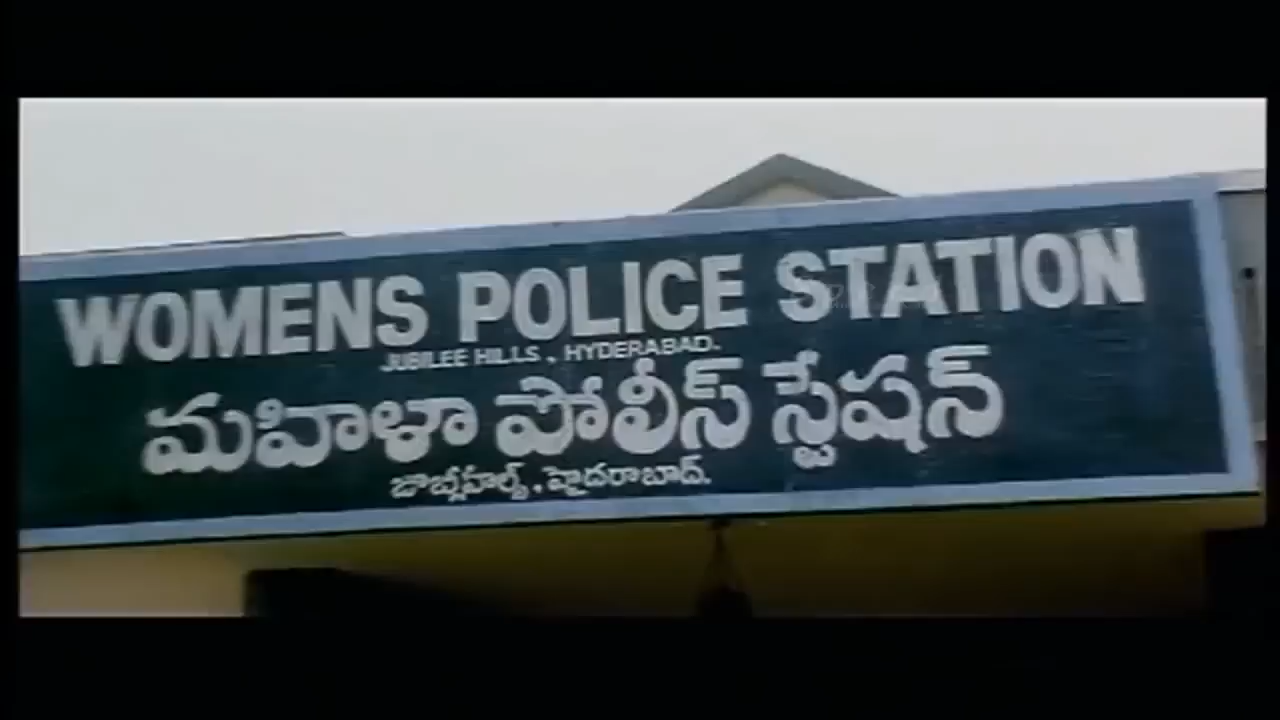 WOMENS POLICE STATION
JUBILEE HILLS, HYDERABAD.
మహిళా పోలీస్ స్టేషన్
జూబ్లీహిల్స్, హైదరాబాద్.